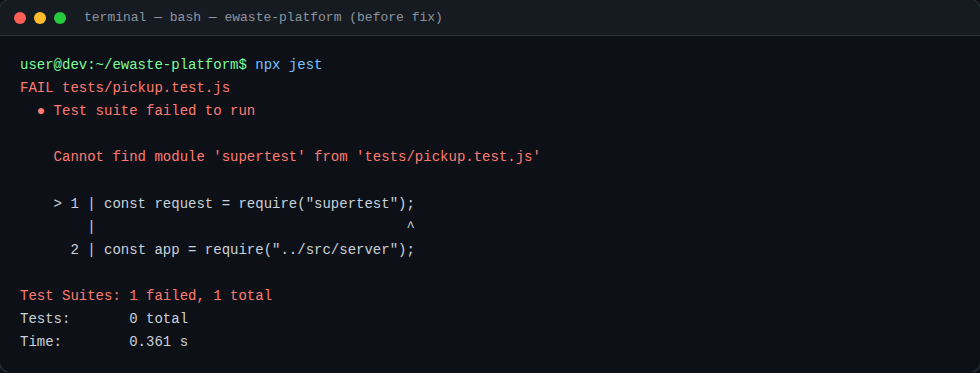 terminal — bash — ewaste-platform (before fix)
user@dev:~/ewaste-platform$ npx jest
FAIL tests/pickup.test.js
● Test suite failed to run
Cannot find module 'supertest' from 'tests/pickup.test.js'
> 1 | const request = require("supertest");
| ^
2 | const app = require("../src/server");
Test Suites: 1 failed, 1 total
Tests: 0 total
Time: 0.361 s